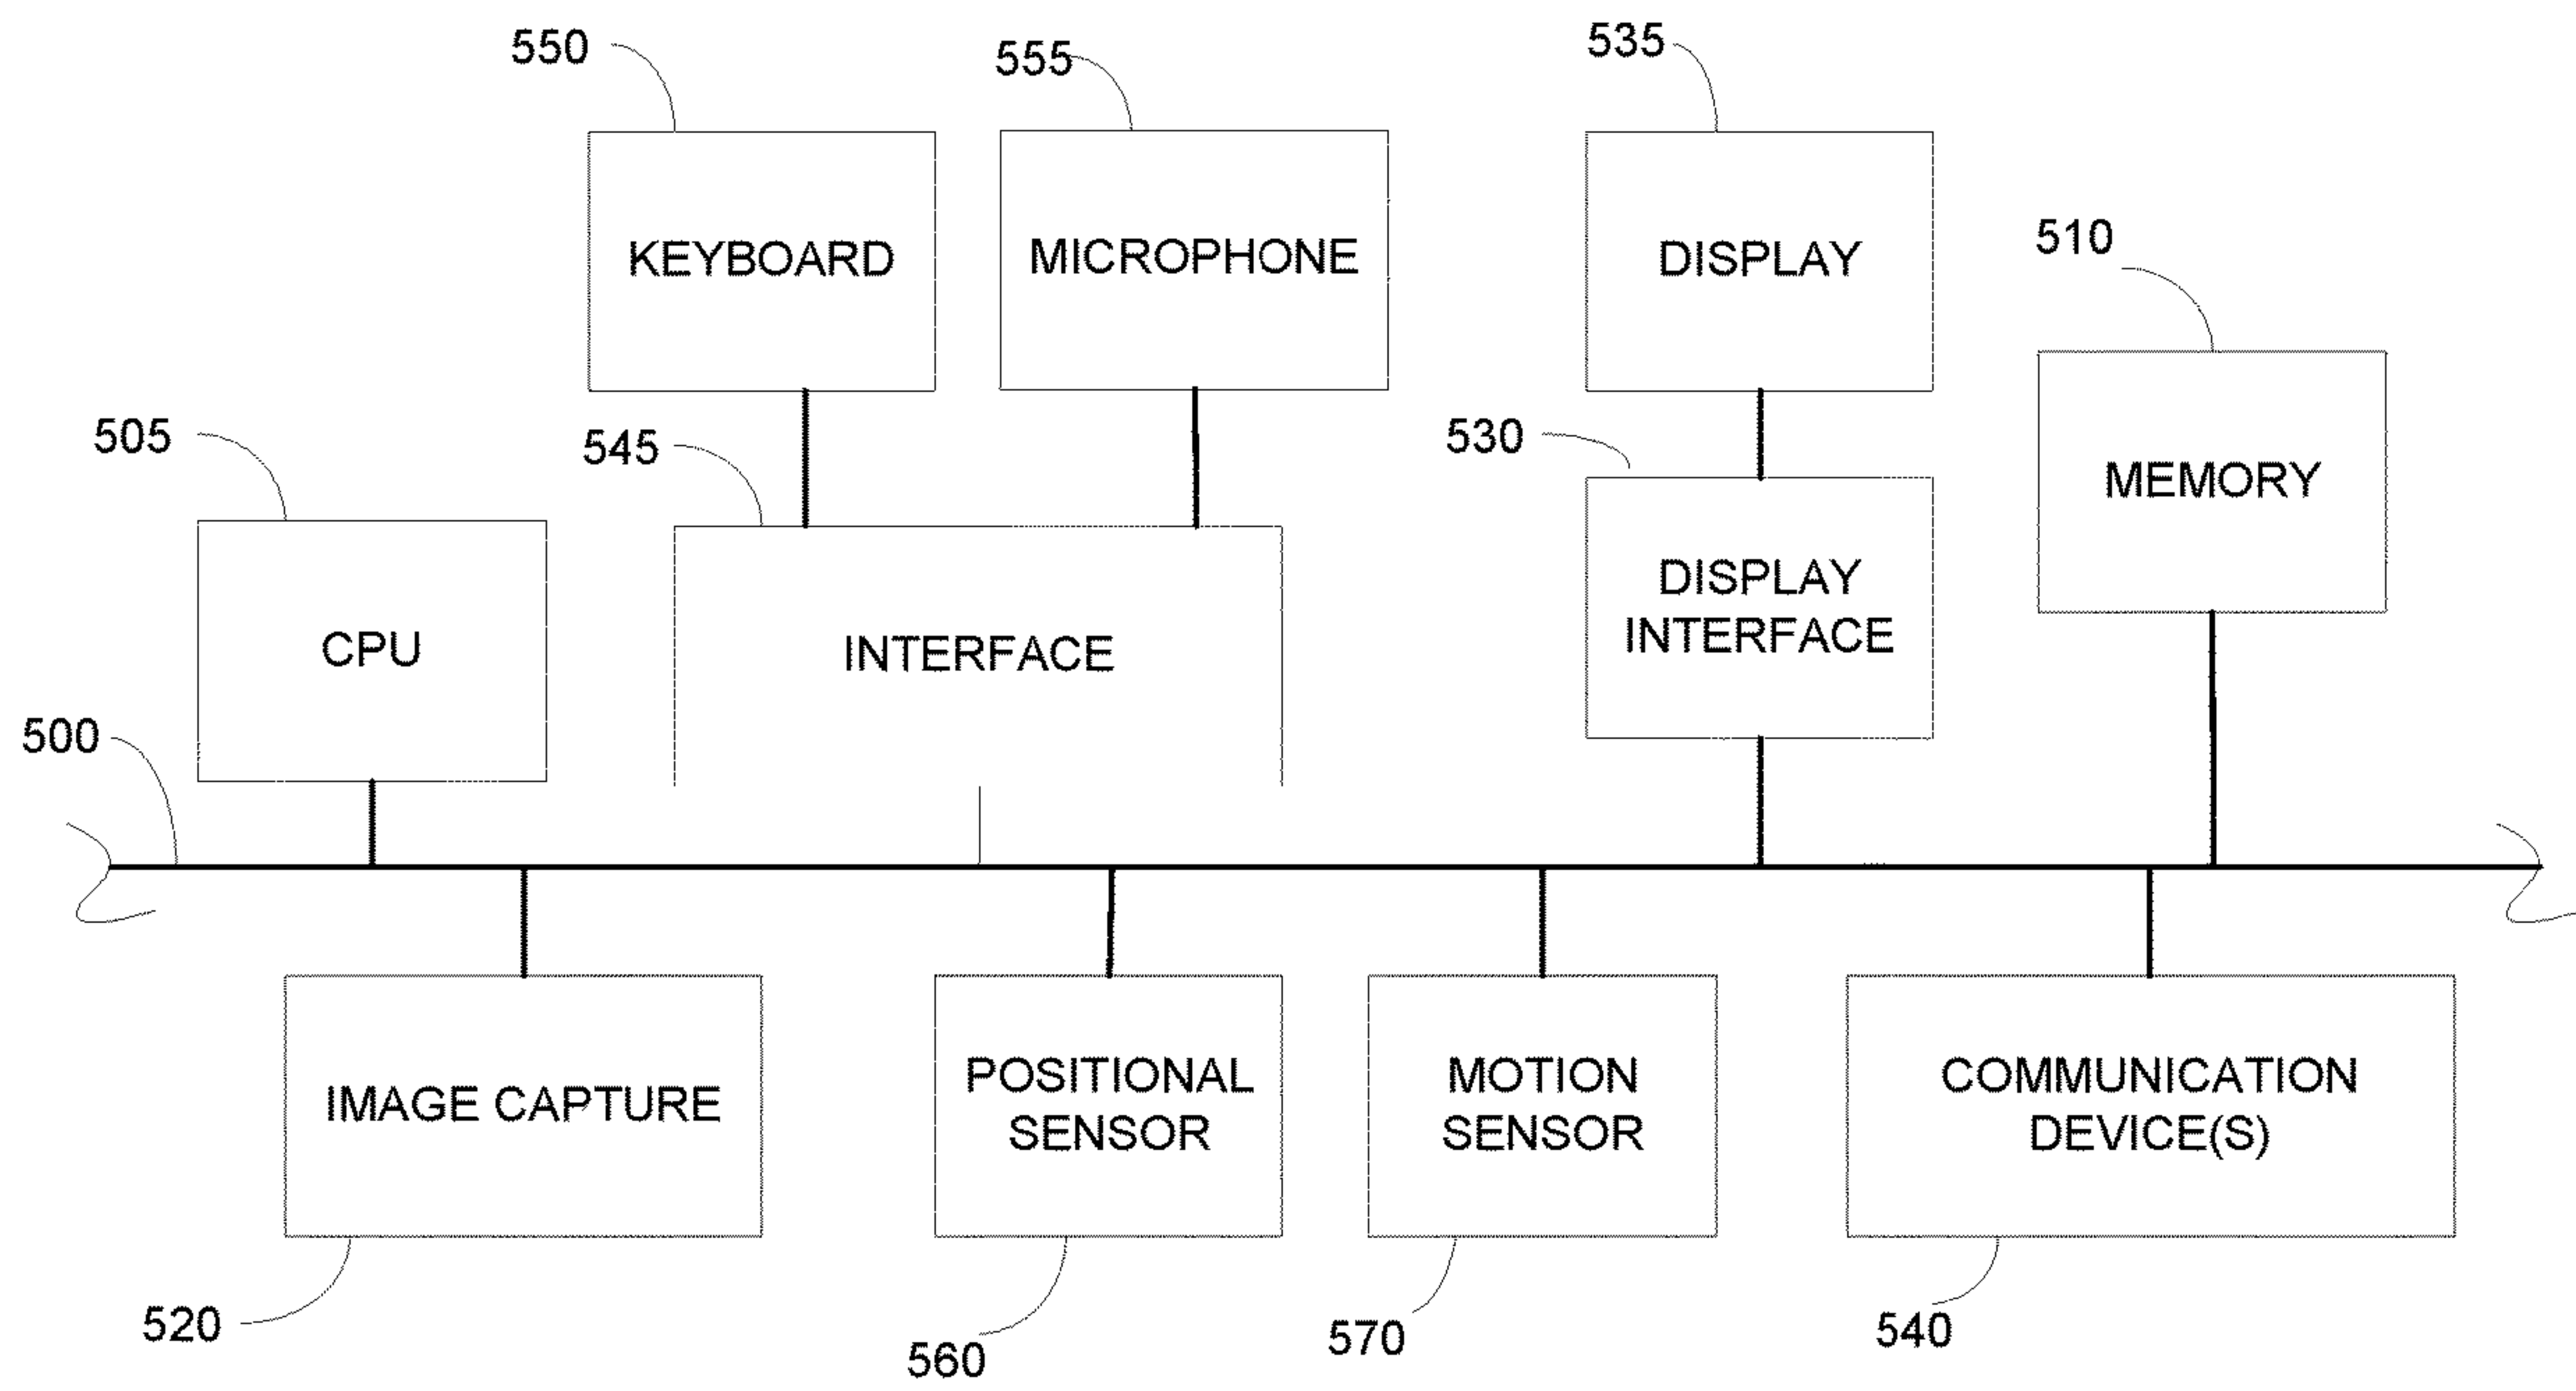 550
555
535
KEYBOARD
MICROPHONE
DISPLAY
510
505
545
530
MEMORY
CPU
INTERFACE
DISPLAY
INTERFACE
500
IMAGE CAPTURE
POSITIONAL
SENSOR
MOTION
SENSOR
COMMUNICATION
DEVICE(S)
520
560
570
540